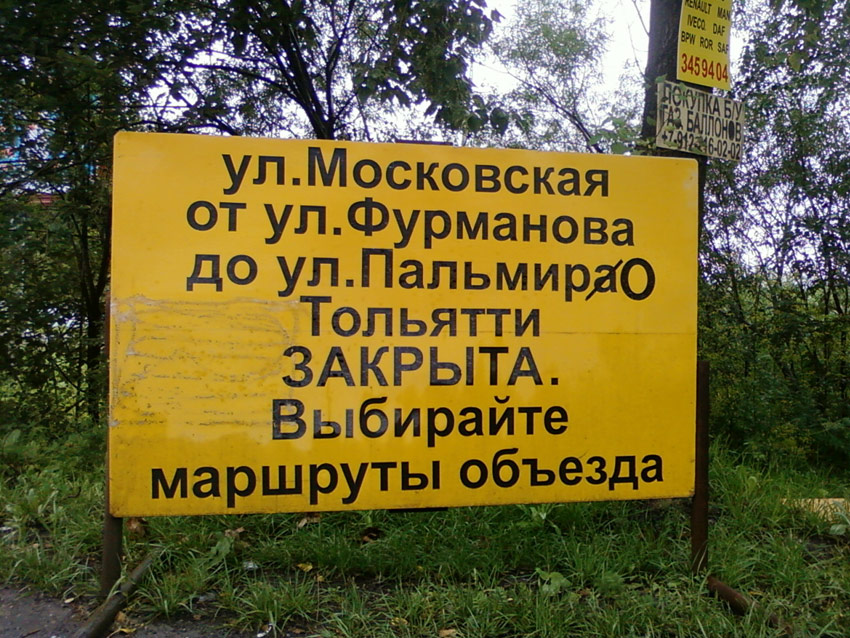 RENAULT MAN
IVECO DAF
BPW ROR SAF
3459404
ПОКУПКА Б/У
ГАЗ БАЛЛОНОВ
ул.Московская
от ул.Фурманова
до ул.ПальмираО
Тольятти
ЗАКРЫТА.
Выбирайте
маршруты объезда